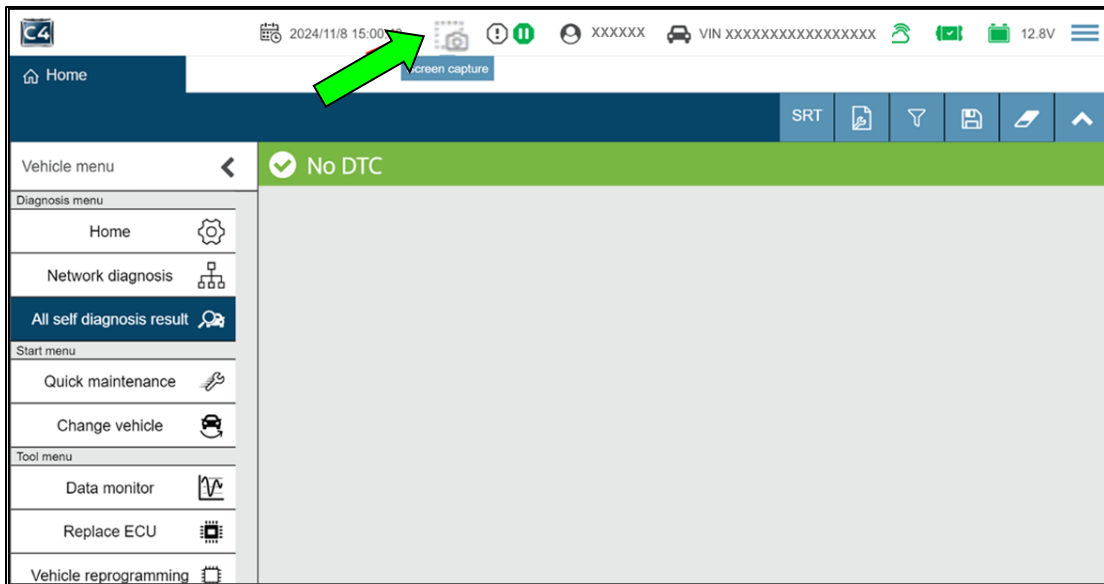 C4
2024/11/8 15:00
XXXXXX
VIN XXXXXXXXXXXXXXXXX
12.8V
Home
screen capture
SRT
Vehicle menu
No DTC
Diagnosis menu
Home
Network diagnosis
All self diagnosis result
Start menu
Quick maintenance
Change vehicle
Tool menu
Data monitor
Replace ECU
Vehicle reprogramming